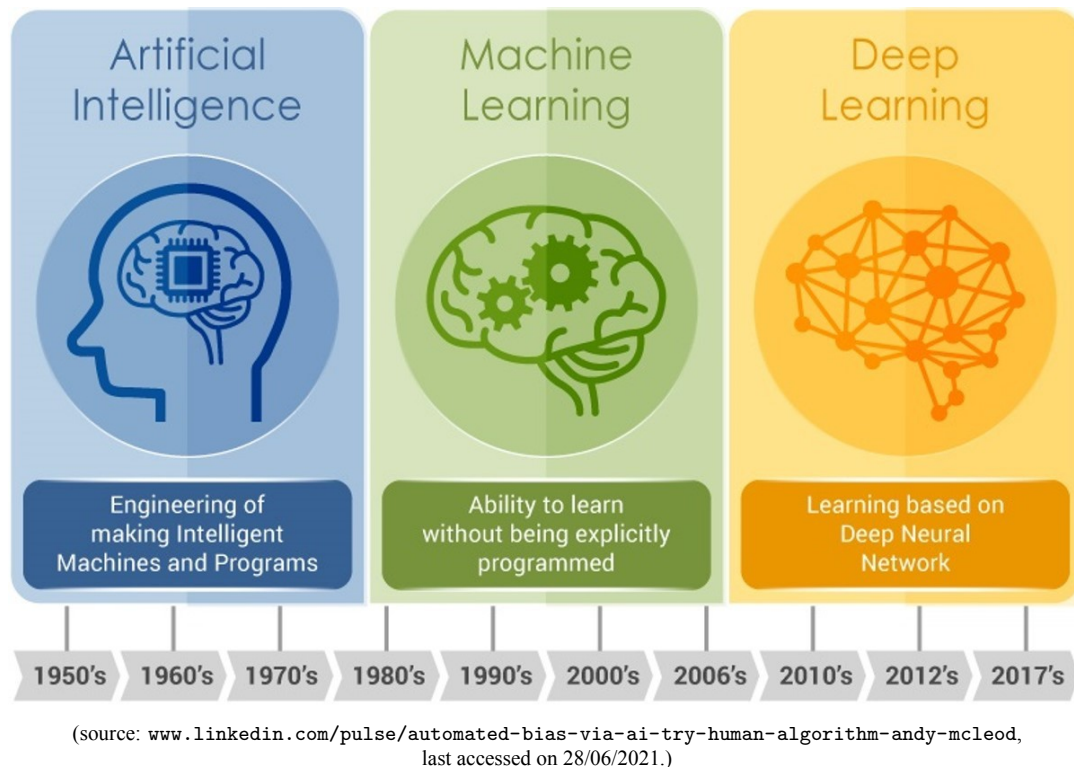 Artificial
Intelligence
Machine
Learning
Deep
Learning
Engineering of
making Intelligent
Machines and Programs
Ability to learn
without being explicitly
programmed
Learning based on
Deep Neural
Network
1950's 1960's 1970's 1980's 1990's 2000's 2006's 2010's 2012's 2017's
(source: www.linkedin.com/pulse/automated-bias-via-ai-try-human-algorithm-andy-mcleod,
last accessed on 28/06/2021.)